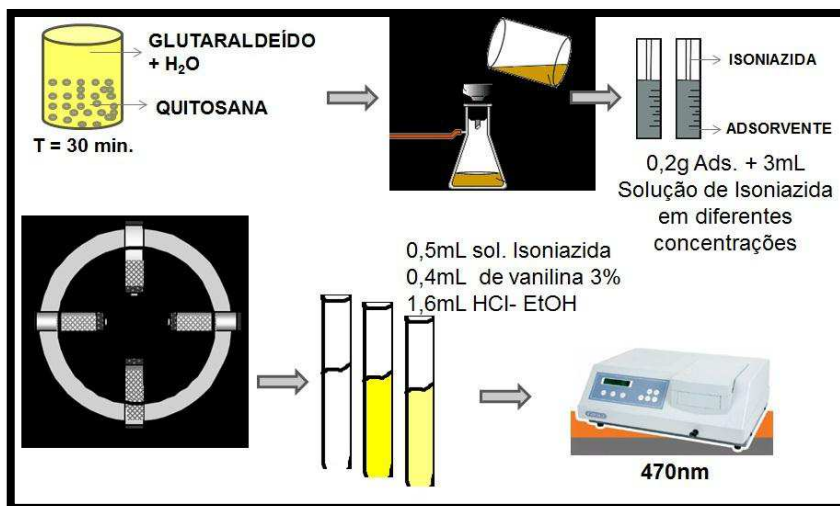 GLUTARALDEÍDO
+ H₂O
QUITOSANA
T = 30 min.
ISONIAZIDA
ADSORVENTE
0,2g Ads. + 3mL
Solução de Isoniazida
em diferentes
concentrações
0,5mL sol. Isoniazida
0,4mL de vanilina 3%
1,6mL HCl- EtOH
470nm